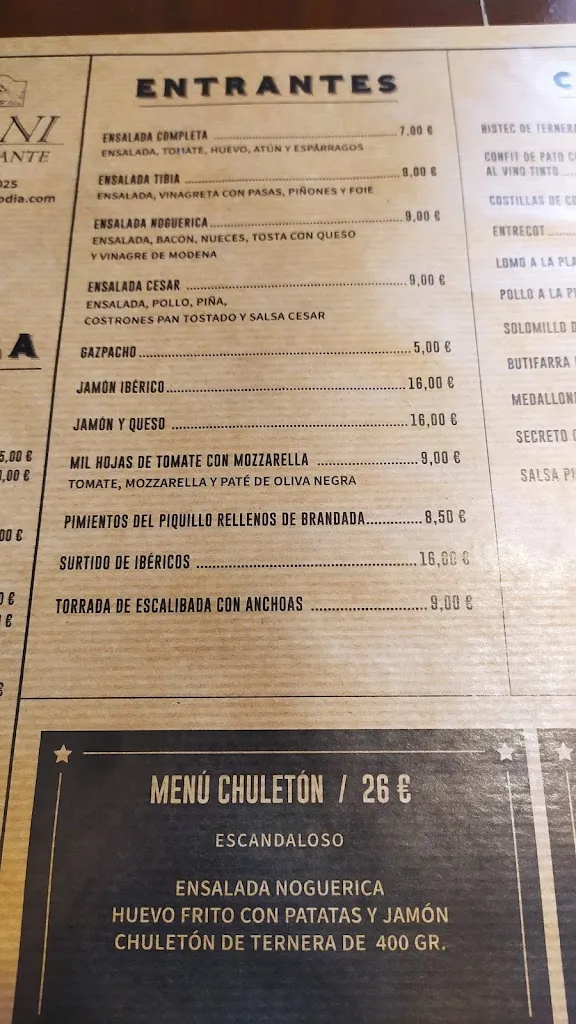 ENTRANTES
ENSALADA COMPLETA 7,00 €
ENSALADA, TOMATE, HUEVO, ATÚN Y ESPÁRRAGOS
ENSALADA TIBIA 9,00 €
ENSALADA, VINAGRETA CON PASAS, PIÑONES Y FOIE
ENSALADA NOGUERICA 9,00 €
ENSALADA, BACON, NUECES, TOSTA CON QUESO
Y VINAGRE DE MODENA
ENSALADA CESAR 9,00 €
ENSALADA, POLLO, PIÑA,
COSTRONES PAN TOSTADO Y SALSA CESAR
GAZPACHO 5,00 €
JAMÓN IBÉRICO 16,00 €
JAMÓN Y QUESO 16,00 €
MIL HOJAS DE TOMATE CON MOZZARELLA 9,00 €
TOMATE, MOZZARELLA Y PATÉ DE OLIVA NEGRA
PIMIENTOS DEL PIQUILLO RELLENOS DE BRANDADA 8,50 €
SURTIDO DE IBÉRICOS 16,00 €
TORRADA DE ESCALIBADA CON ANCHOAS 9,00 €
MENÚ CHULETÓN / 26 €
ESCANDALOSO
ENSALADA NOGUERICA
HUEVO FRITO CON PATATAS Y JAMÓN
CHULETÓN DE TERNERA DE 400 GR.
BISTEC DE TERNERA
CONFIT DE PATO
AL VINO TINTO
COSTILLAS DE
ENTRECOT
LOMO A LA
POLLO A LA
SOLOMILLO
BUTIFARRA
SECRETO
SALSA